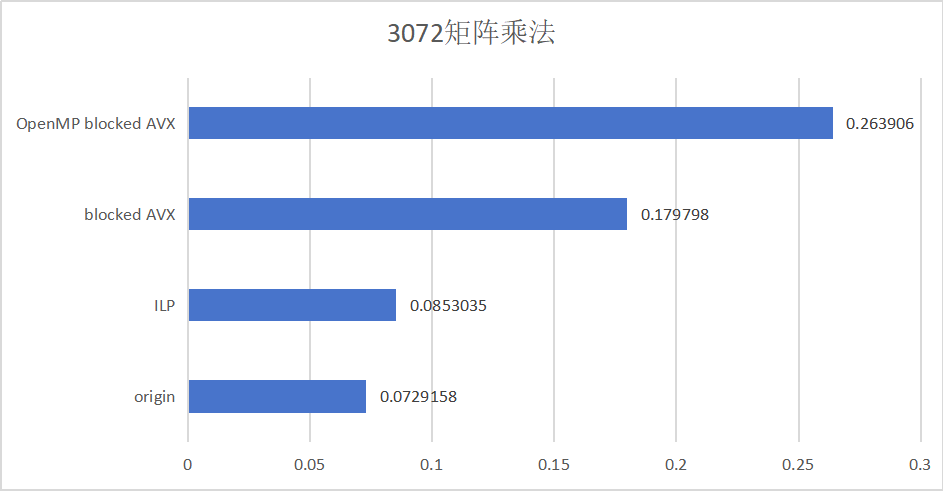 3072矩阵乘法
OpenMP blocked AVX 0.263906
blocked AVX 0.179798
ILP 0.0853035
origin 0.0729158
0 0.05 0.1 0.15 0.2 0.25 0.3